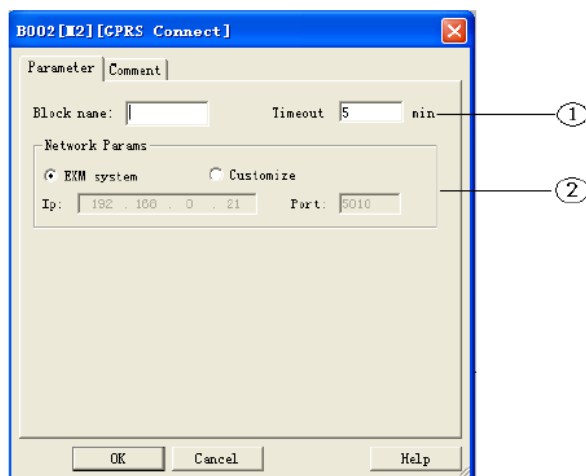 B002[M2][GPRS Connect]
Parameter Comment
Block name: Timeout 5 min 1
Network Params
EXM system Customize 2
Ip: 192 . 168 . 0 . 21 Port: 5010
OK Cancel Help